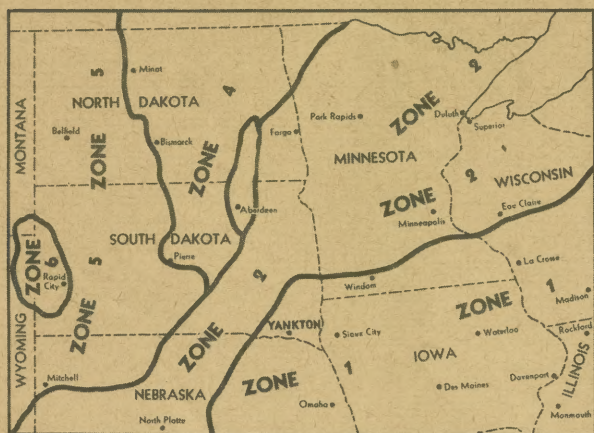 MONTANA
NORTH DAKOTA
5
Minot
Belfield
ZONE
Bismarck
4
ZONE
Fargo
Park Rapids
MINNESOTA
ZONE
2
Duluth
Superior
ZONE
2
WISCONSIN
Eau Claire
Minneapolis
Aberdeen
SOUTH DAKOTA
Pierre
ZONE
6
Rapid City
5
ZONE
WYOMING
Mitchell
2
ZONE
NEBRASKA
North Platte
YANKTON
Windom
La Crosse
1
Madison
ZONE
Sioux City
Waterloo
Rockford
1
ZONE
IOWA
Des Moines
Davenport
ILLINOIS
Omaha
Monmouth